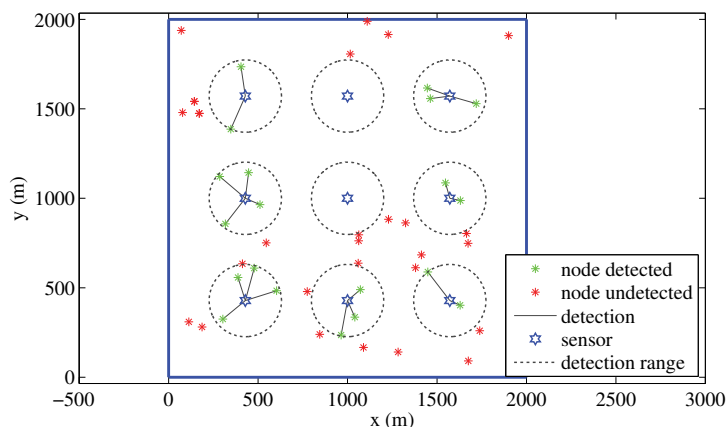 2000
1500
1000
500
0
y (m)
node detected
node undetected
detection
sensor
detection range
−500 0 500 1000 1500 2000 2500 3000
x (m)